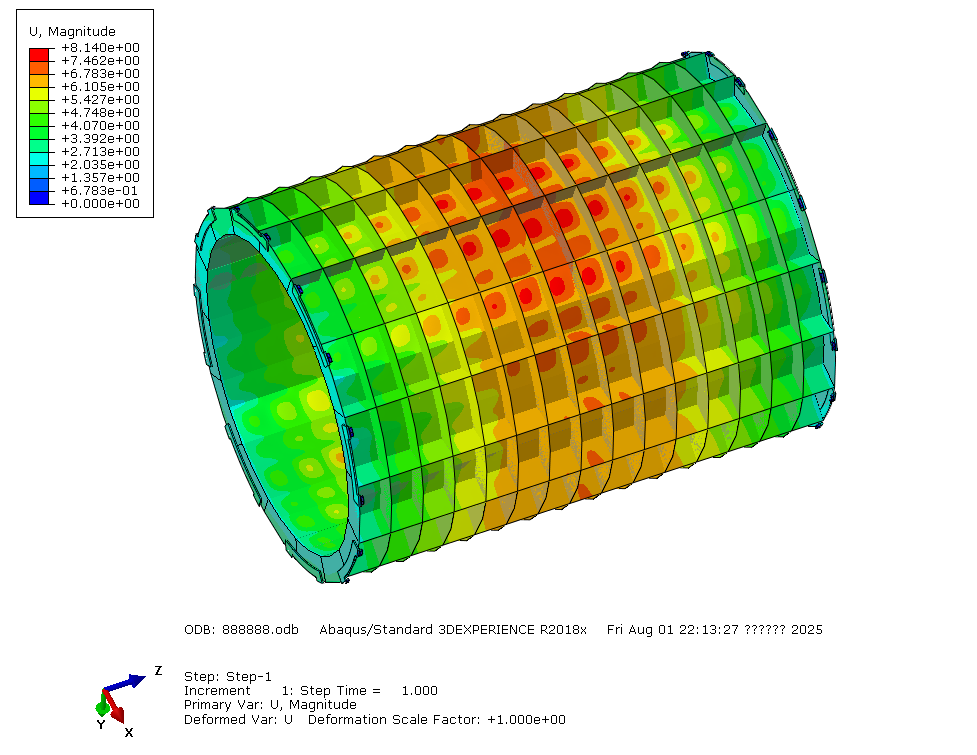 U, Magnitude
+8.140e+00
+7.462e+00
+6.783e+00
+6.105e+00
+5.427e+00
+4.748e+00
+4.070e+00
+3.392e+00
+2.713e+00
+2.035e+00
+1.357e+00
+6.783e-01
+0.000e+00
ODB: 888888.odb Abaqus/Standard 3DEXPERIENCE R2018x Fri Aug 01 22:13:27 ?????? 2025
Z
Y
X
Step: Step-1
Increment 1: Step Time = 1.000
Primary Var: U, Magnitude
Deformed Var: U Deformation Scale Factor: +1.000e+00